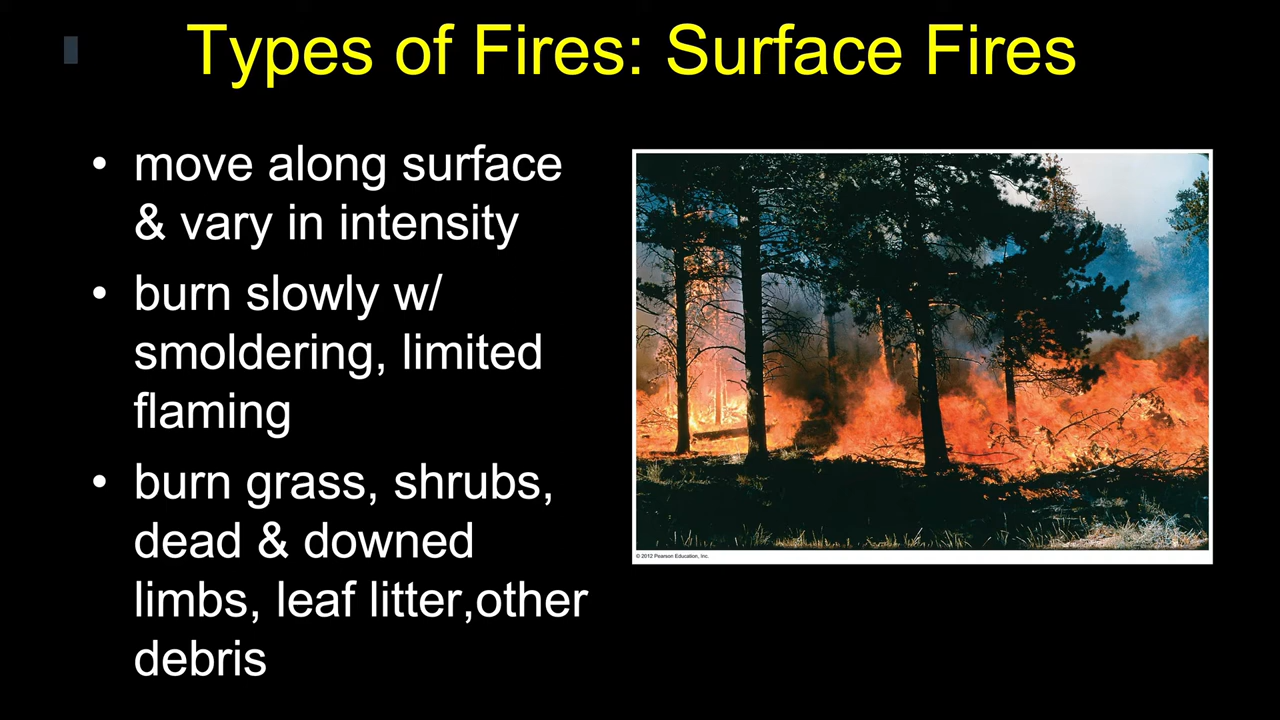 Types of Fires: Surface Fires
• move along surface
& vary in intensity
• burn slowly w/
smoldering, limited
flaming
• burn grass, shrubs,
dead & downed
limbs, leaf litter,other
debris
© 2012 Pearson Education, Inc.